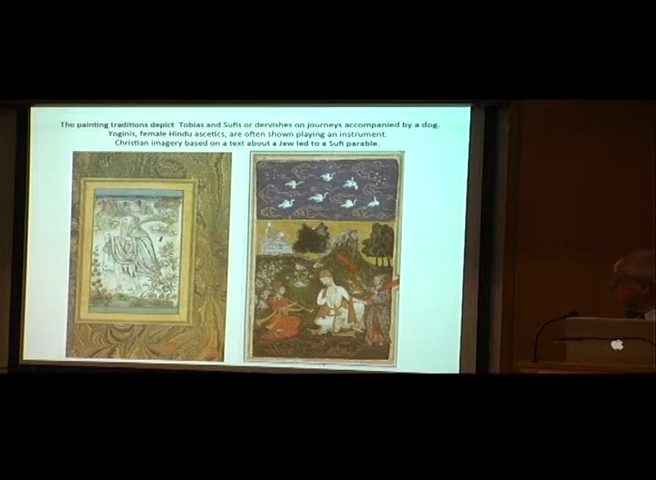 The painting traditions depict Tobias and Sufis or dervishes on journeys accompanied by a dog.
Yoginis, female Hindu ascetics, are often shown playing an instrument.
Christian imagery based on a text about a Jew led to a Sufi parable.